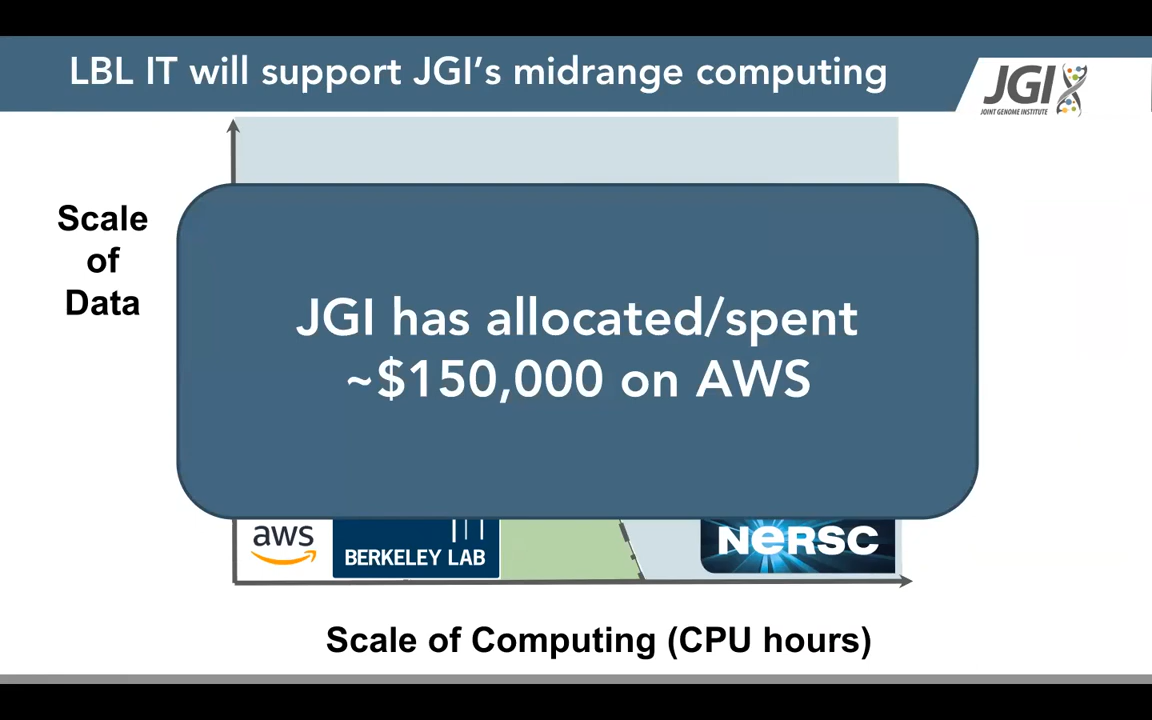 LBL IT will support JGI's midrange computing
JGI
JOINT GENOME INSTITUTE
Scale
of
Data
JGI has allocated/spent
~$150,000 on AWS
aws
BERKELEY LAB
NERSC
Scale of Computing (CPU hours)